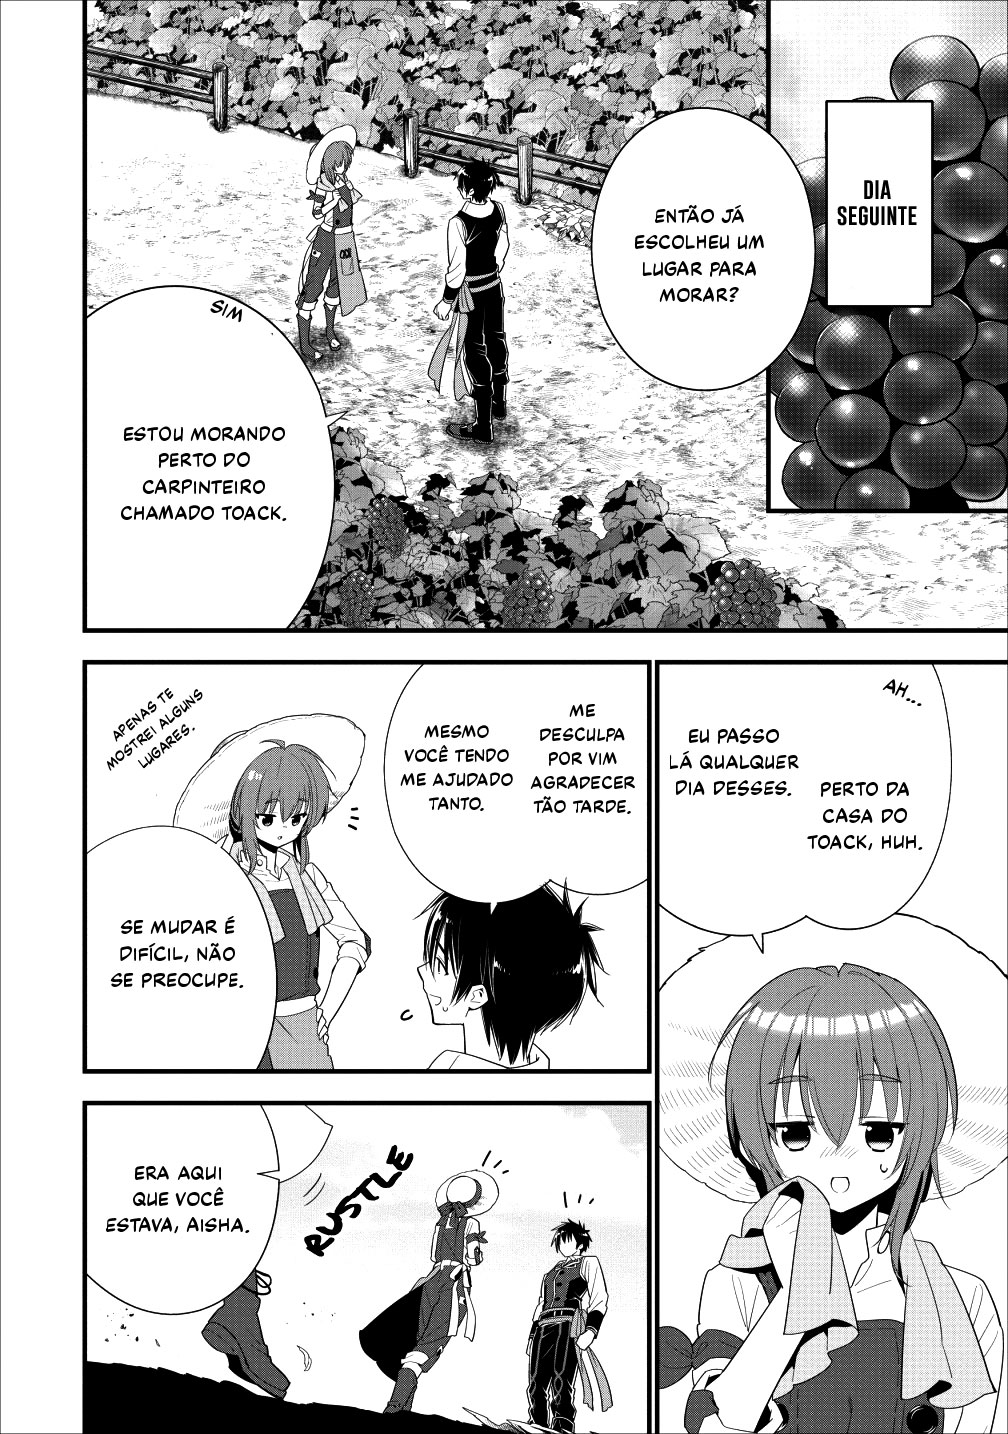 DIA
SEGUINTE
ENTÃO JÁ
ESCOLHEU UM
LUGAR PARA
MORAR?
SIM
ESTOU MORANDO
PERTO DO
CARPINTEIRO
CHAMADO TOACK.
AH...
PERTO DA
CASA DO
TOACK, HUH.
EU PASSO
LÁ QUALQUER
DIA DESSES.
ME
DESCULPA
POR VIM
AGRADECER
TÃO TARDE.
MESMO
VOCÊ TENDO
ME AJUDADO
TANTO.
APENAS TE
MOSTREI ALGUNS
LUGARES.
SE MUDAR É
DIFÍCIL, NÃO
SE PREOCUPE.
RUSTLE
ERA AQUI
QUE VOCÊ
ESTAVA, AISHA.